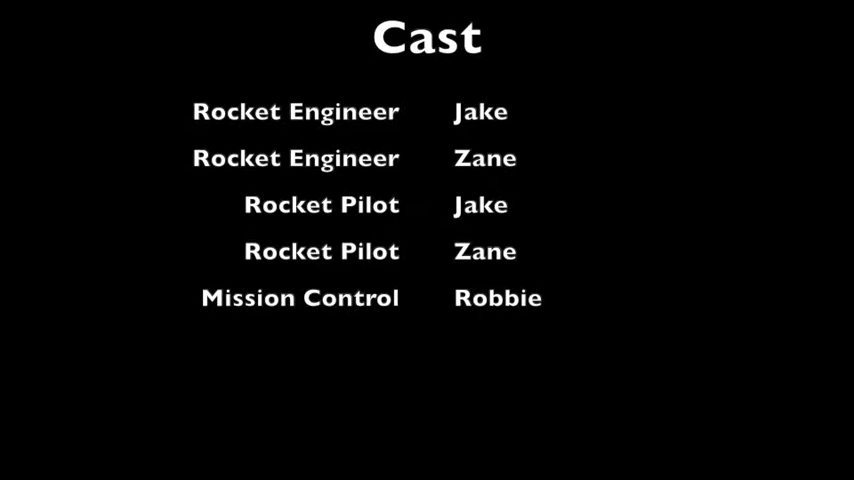 Cast
Rocket Engineer Jake
Rocket Engineer Zane
Rocket Pilot Jake
Rocket Pilot Zane
Mission Control Robbie